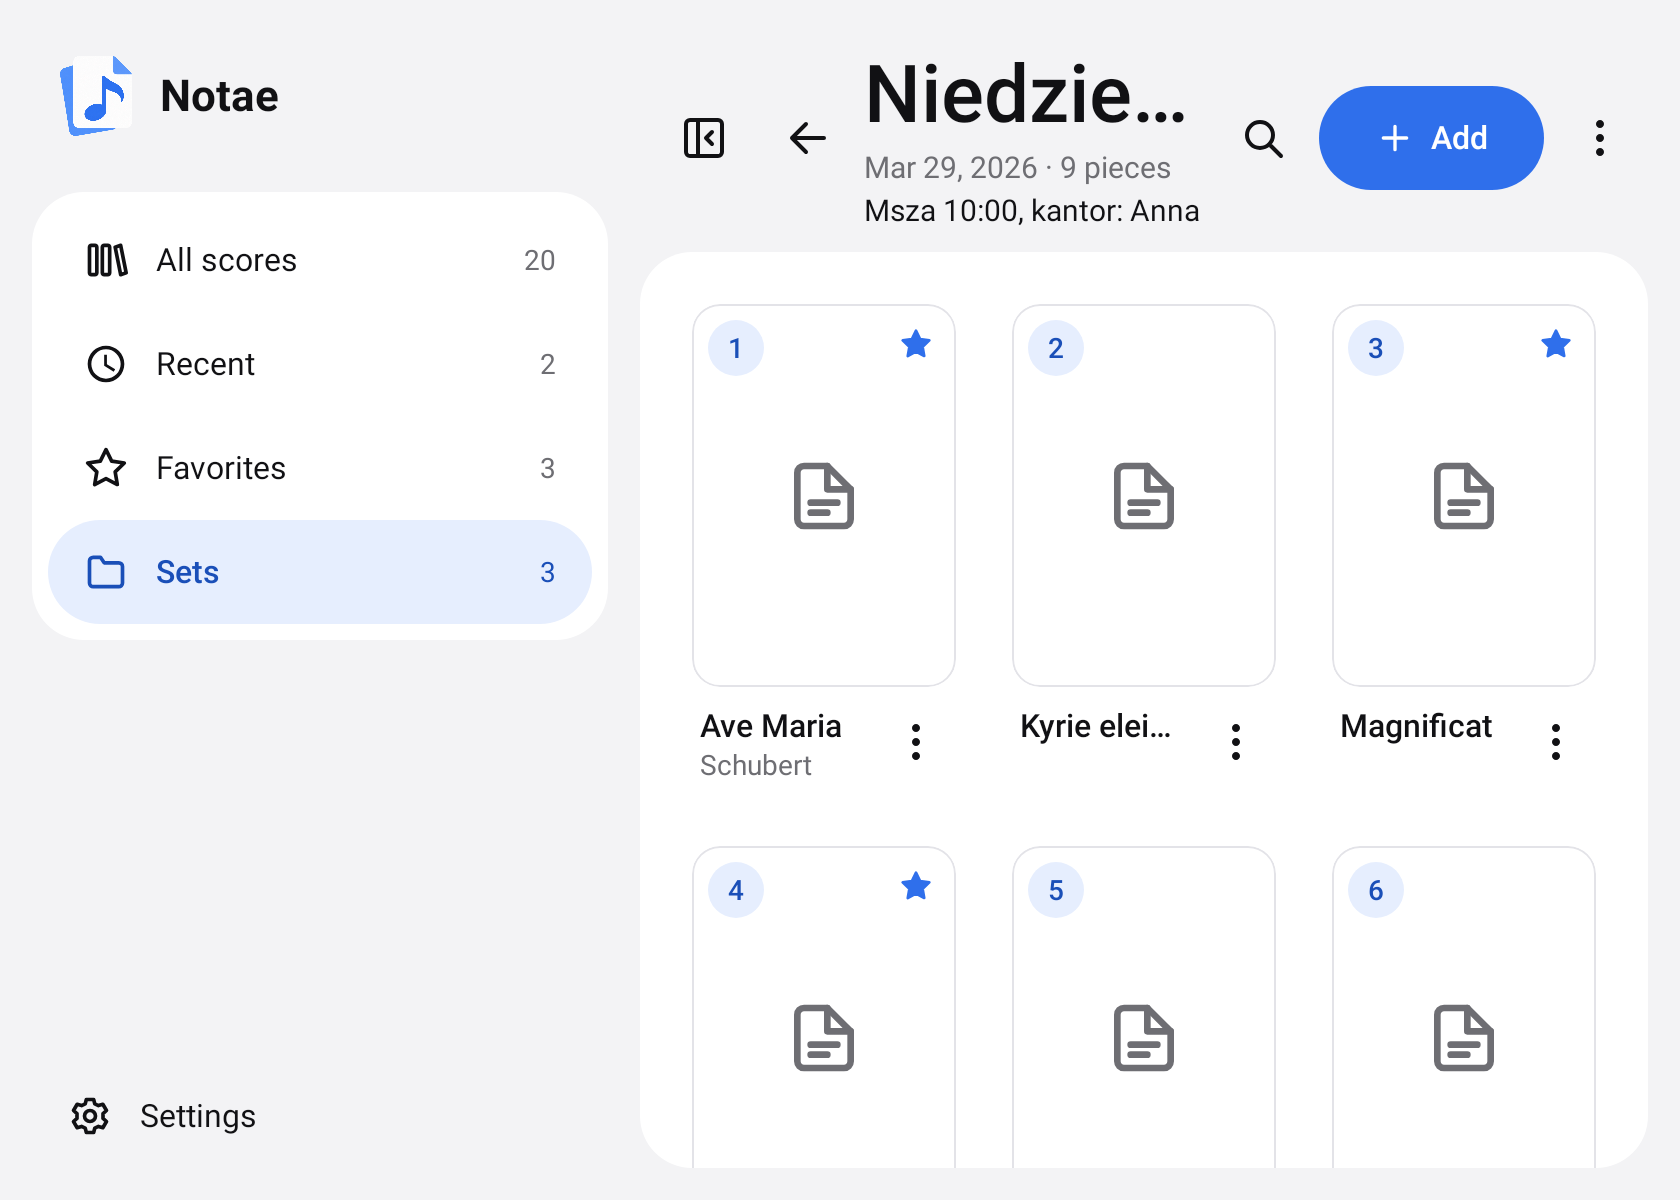 Notae
All scores 20
Recent 2
Favorites 3
Sets 3
Settings
Niedzie...
Mar 29, 2026 · 9 pieces
Msza 10:00, kantor: Anna
Add
1
2
3
Ave Maria
Schubert
Kyrie elei...
Magnificat
4
5
6